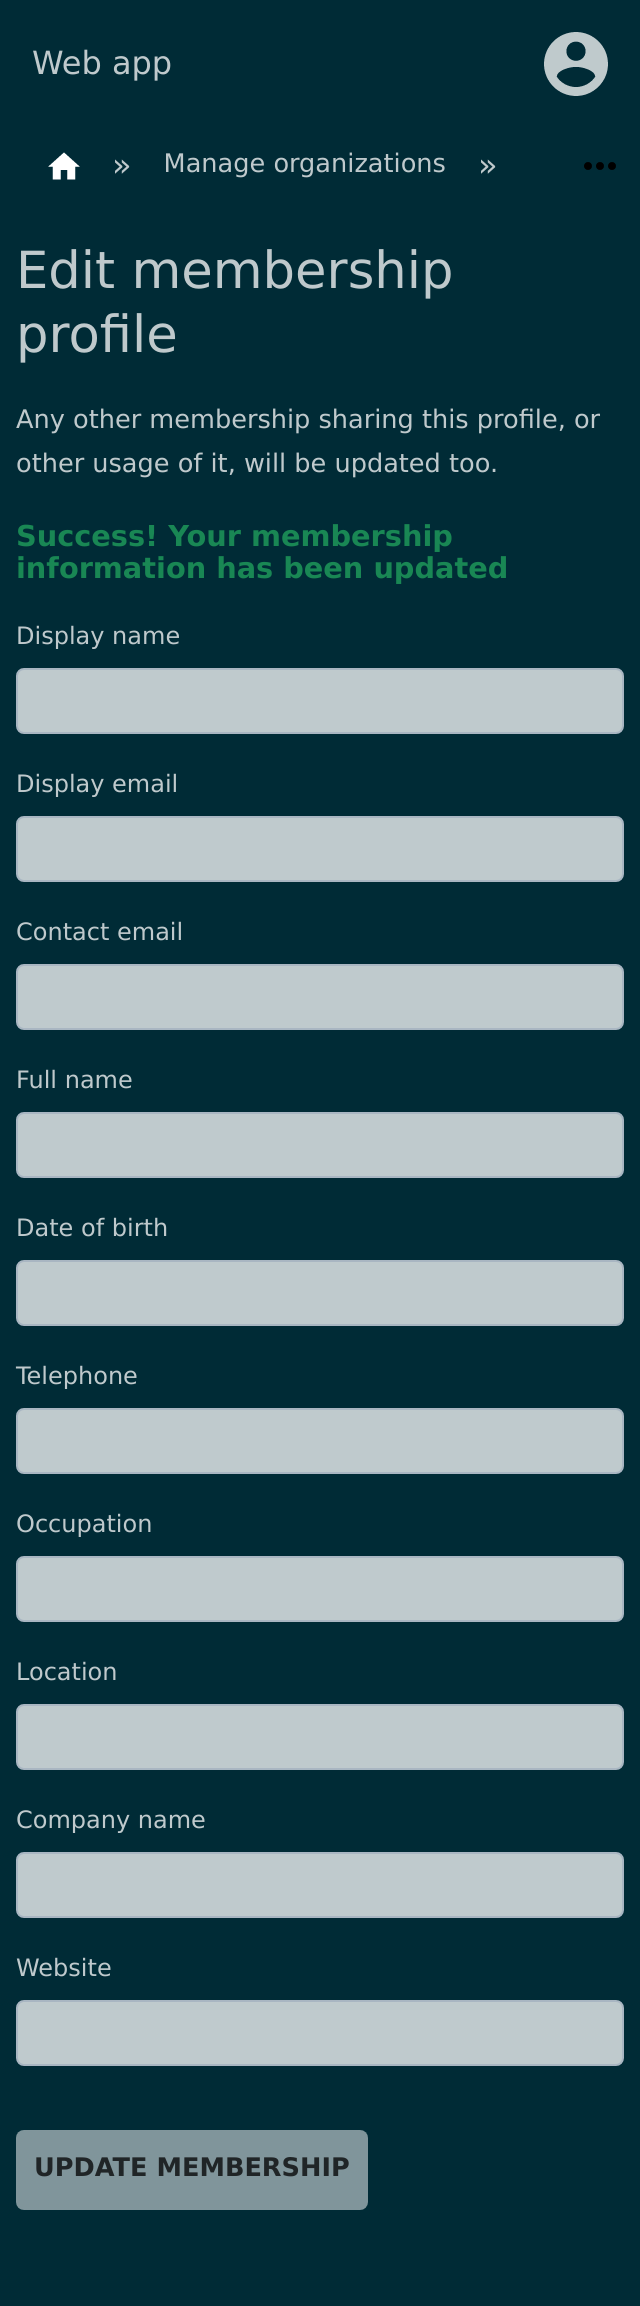 Web app
» Manage organizations » •••
Edit membership
profile
Any other membership sharing this profile, or
other usage of it, will be updated too.
Success! Your membership
information has been updated
Display name
Display email
Contact email
Full name
Date of birth
Telephone
Occupation
Location
Company name
Website
UPDATE MEMBERSHIP